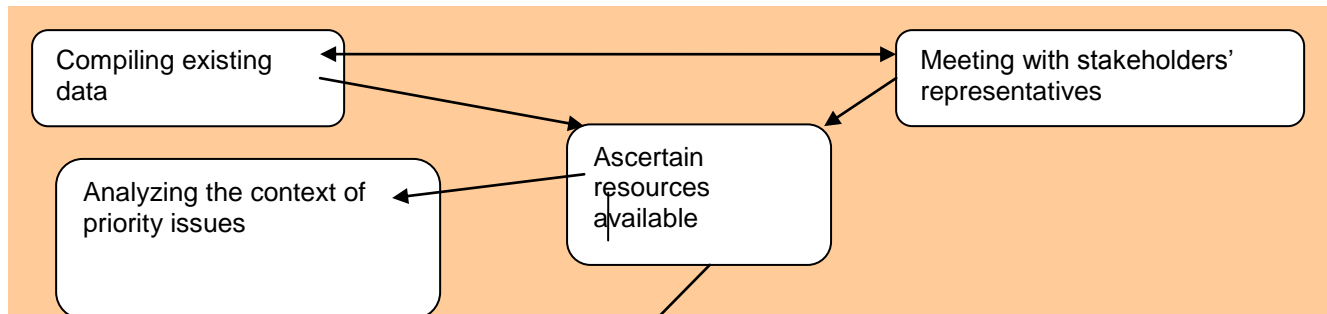 Compiling existing
data
Meeting with stakeholders’
representatives
Ascertain
resources
available
Analyzing the context of
priority issues